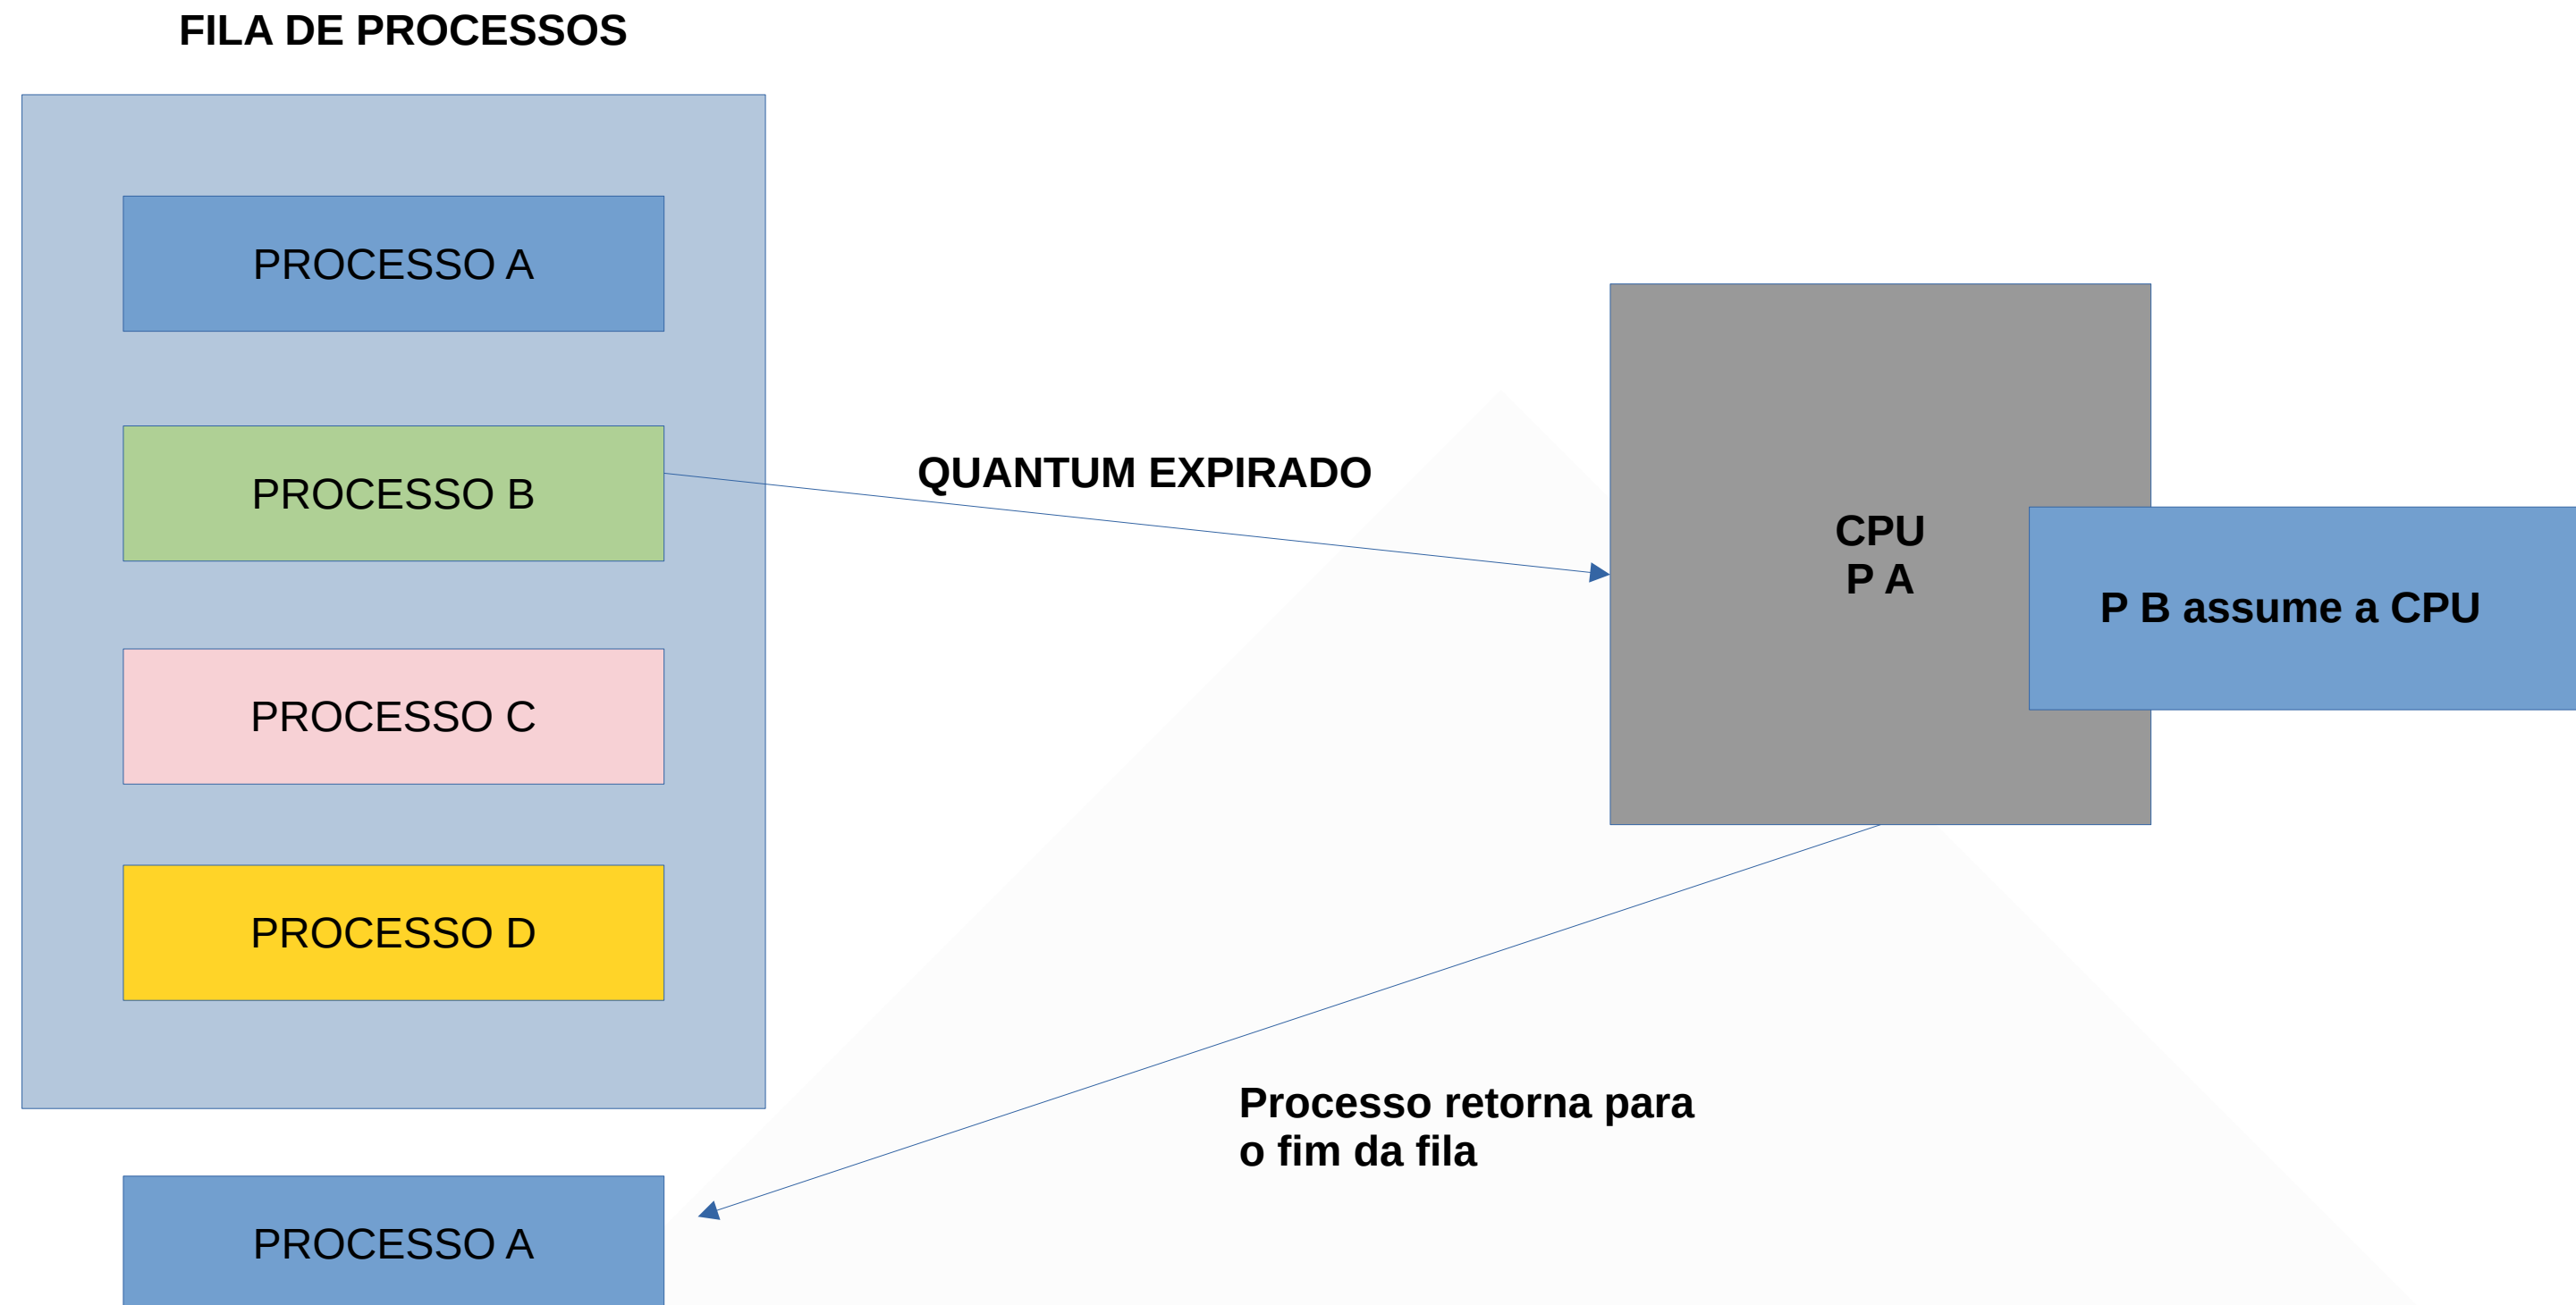 FILA DE PROCESSOS
PROCESSO A
PROCESSO B
PROCESSO C
PROCESSO D
PROCESSO A
QUANTUM EXPIRADO
CPU
P A
P B assume a CPU
Processo retorna para
o fim da fila